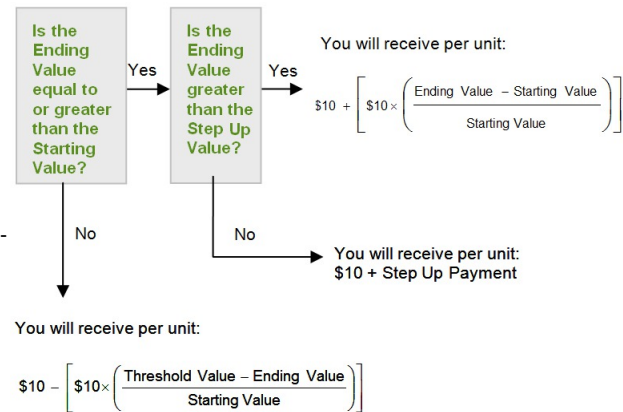 Is the
Ending
Value
equal to
or greater
than the
Starting
Value?
Yes
Is the
Ending
Value
greater
than the
Step Up
Value?
Yes
You will receive per unit:
$10 + [ $10 × ( Ending Value – Starting Value
Starting Value ) ]
No
No
You will receive per unit:
$10 + Step Up Payment
You will receive per unit:
$10 – [ $10× ( Threshold Value – Ending Value
Starting Value ) ]